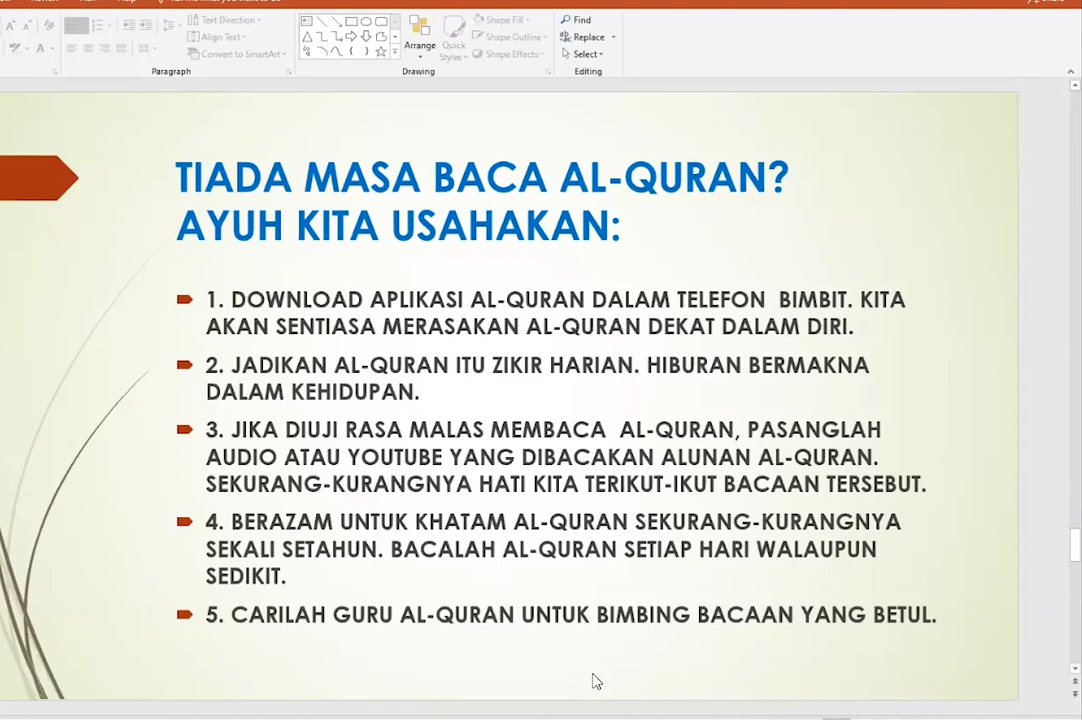 Text Direction
Align Text
Convert to SmartArt
Paragraph
Arrange
Quick
Styles
Shape Fill
Shape Outline
Shape Effects
Drawing
Find
Replace
Select
Editing
TIADA MASA BACA AL-QURAN?
AYUH KITA USAHAKAN:
1. DOWNLOAD APLIKASI AL-QURAN DALAM TELEFON BIMBIT. KITA
AKAN SENTIASA MERASAKAN AL-QURAN DEKAT DALAM DIRI.
2. JADIKAN AL-QURAN ITU ZIKIR HARIAN. HIBURAN BERMAKNA
DALAM KEHIDUPAN.
3. JIKA DIUJI RASA MALAS MEMBACA AL-QURAN, PASANGLAH
AUDIO ATAU YOUTUBE YANG DIBACAKAN ALUNAN AL-QURAN.
SEKURANG-KURANGNYA HATI KITA TERIKUT-IKUT BACAAN TERSEBUT.
4. BERAZAM UNTUK KHATAM AL-QURAN SEKURANG-KURANGNYA
SEKALI SETAHUN. BACALAH AL-QURAN SETIAP HARI WALAUPUN
SEDIKIT.
5. CARILAH GURU AL-QURAN UNTUK BIMBING BACAAN YANG BETUL.